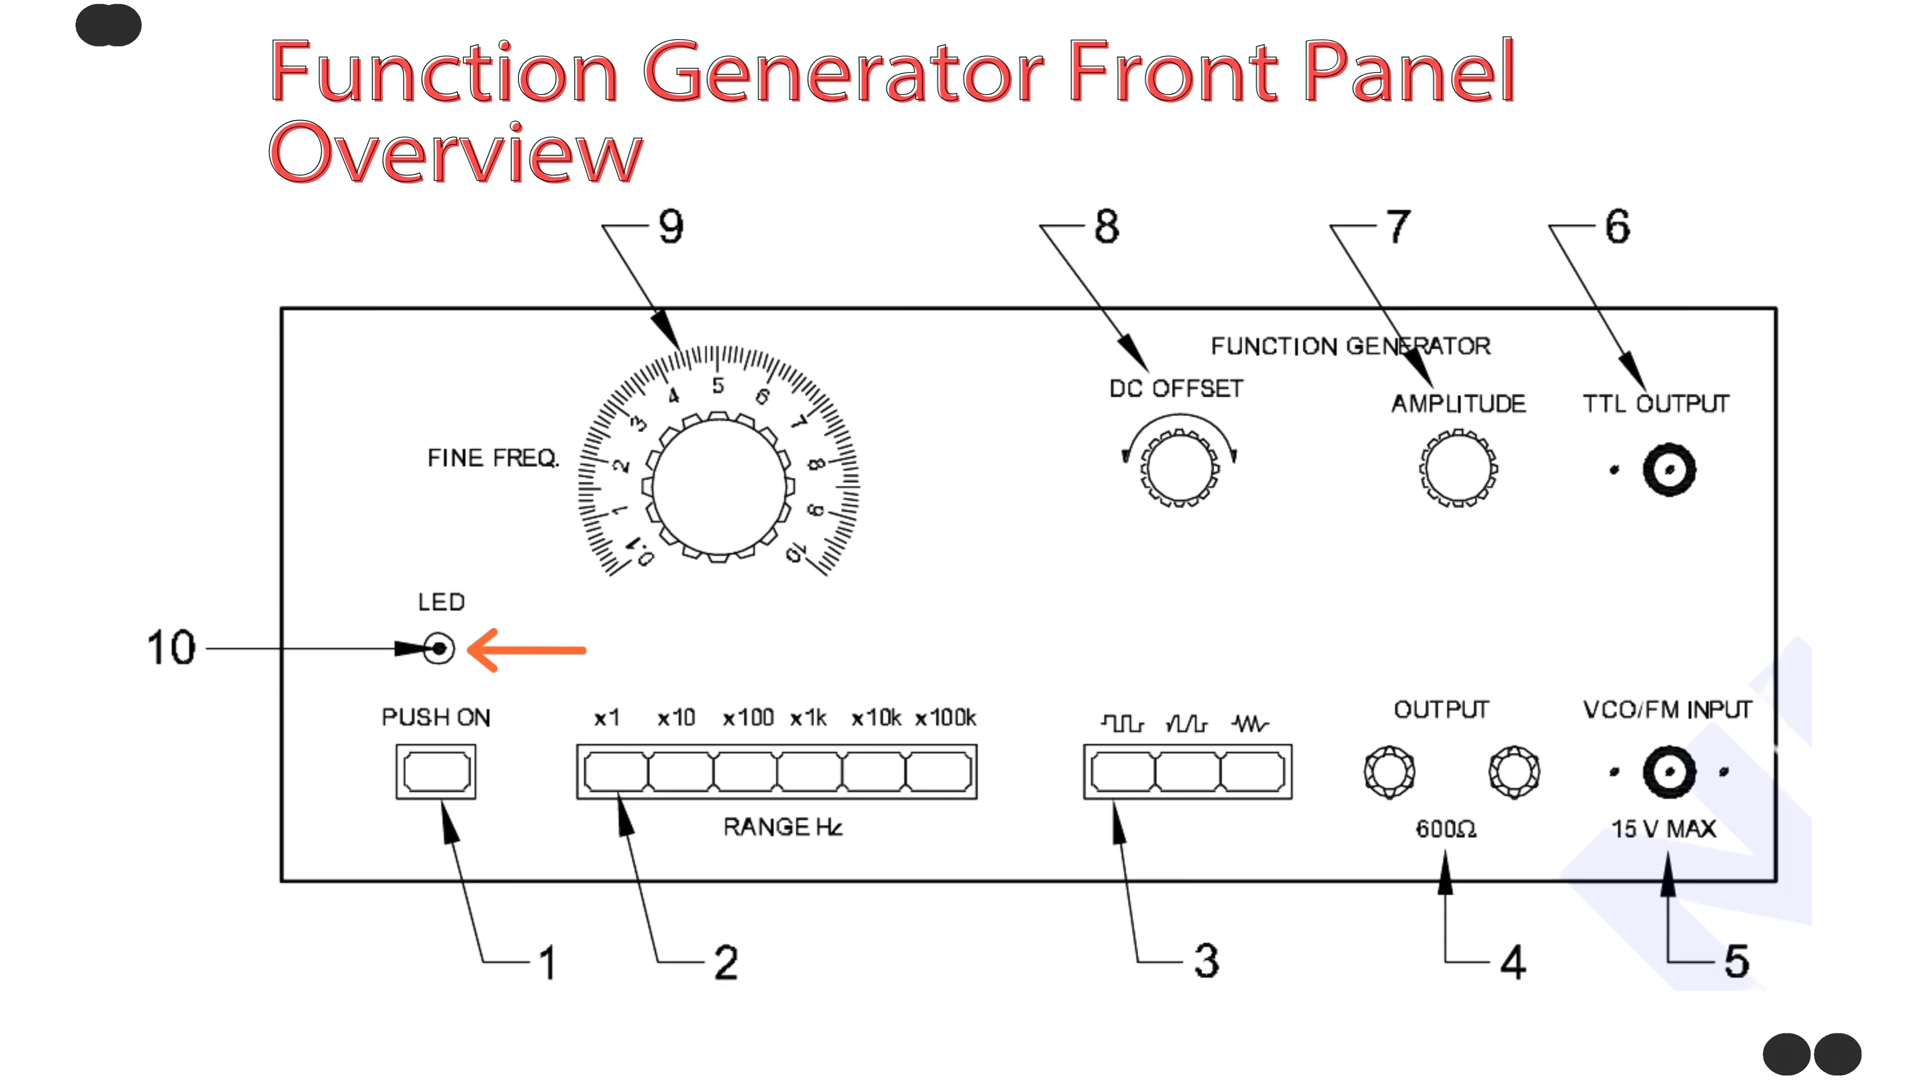 Function Generator Front Panel
Overview
9
8
7
6
FUNCTION GENERATOR
DC OFFSET
AMPLITUDE
TTL OUTPUT
FINE FREQ.
0.1 1 2 3 4 5 6 7 8 9 10
LED
10
PUSH ON
x1 x10 x100 x1k x10k x100k
OUTPUT
VCO/FM INPUT
RANGE Hz
600Ω
15 V MAX
1
2
3
4
5